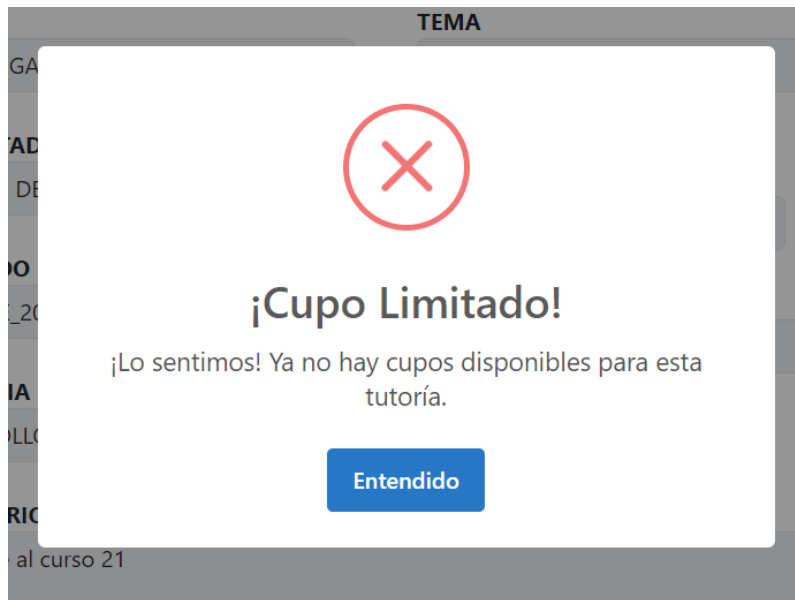 TEMA
¡Cupo Limitado!
¡Lo sentimos! Ya no hay cupos disponibles para esta
tutoría.
Entendido
al curso 21